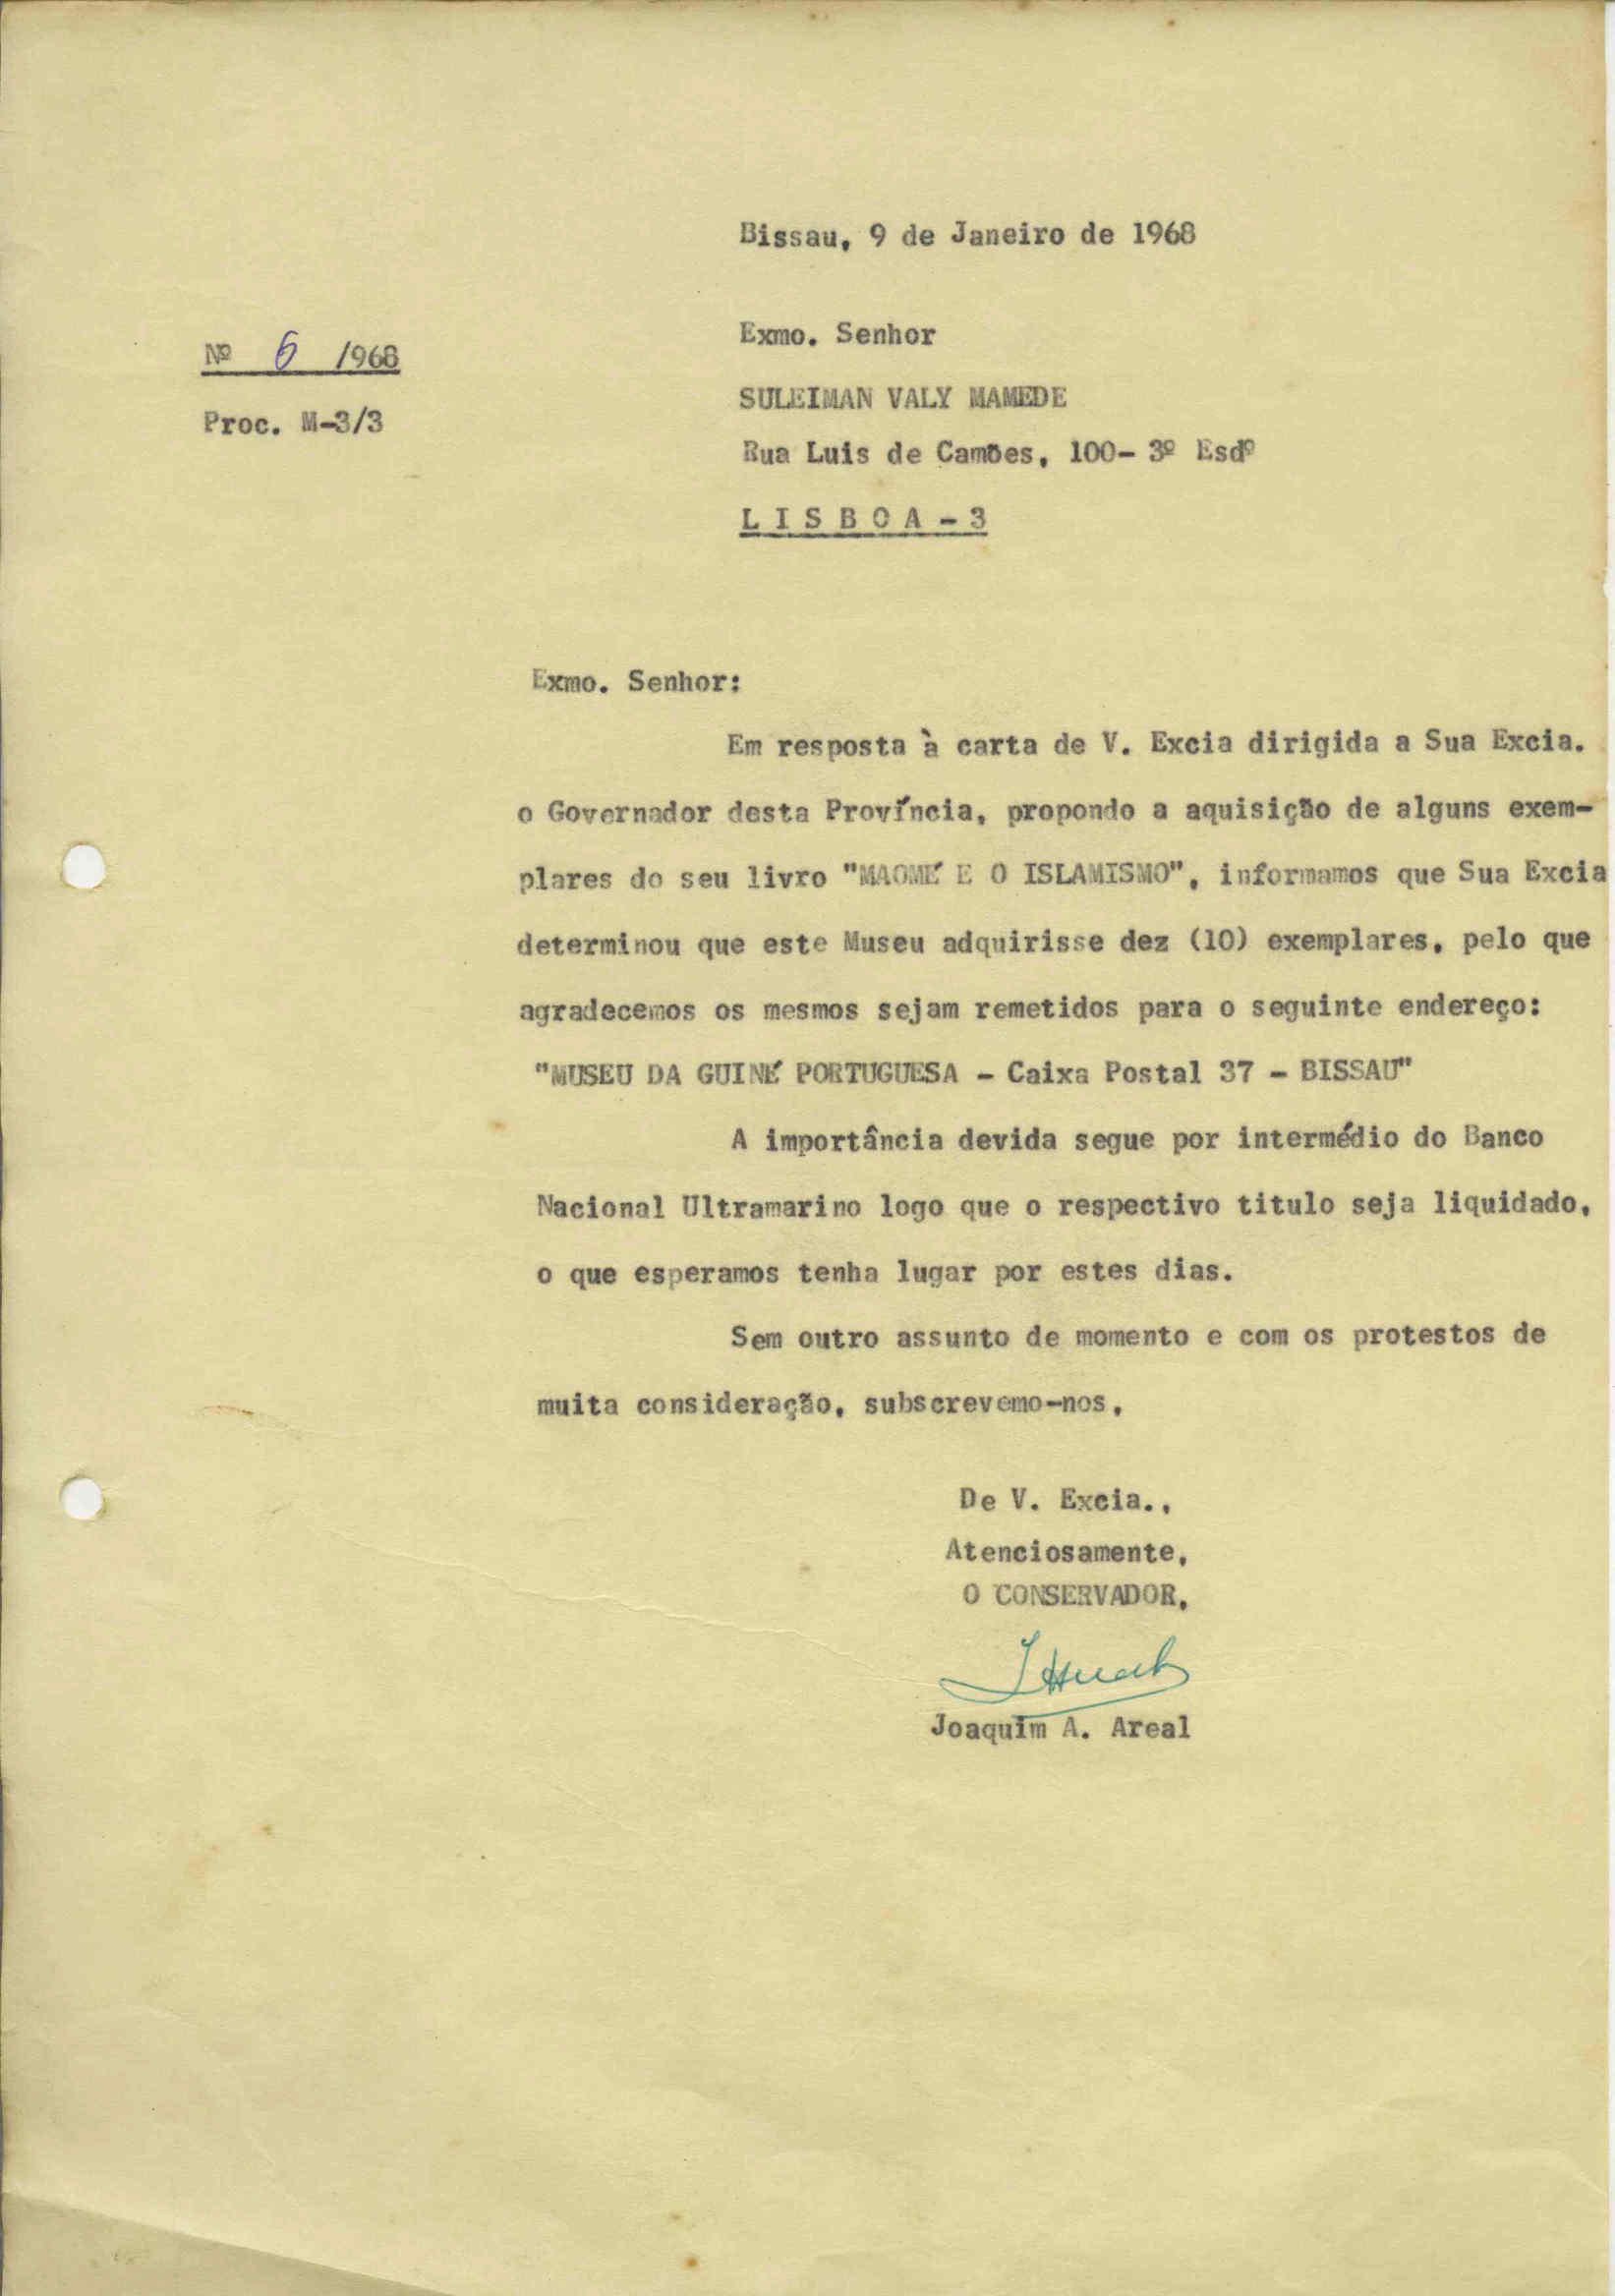 Bissau, 9 de Janeiro de 1968
Nº 6 /1968
Proc. M-3/3
Exmo. Senhor
SULEIMAN VALY MAMEDE
Rua Luis de Camões, 100- 3º Esdº
L I S B O A - 3
Exmo. Senhor:
Em resposta à carta de V. Excia dirigida a Sua Excia.
o Governador desta Província, propondo a aquisição de alguns exem-
plares do seu livro "MAOMÉ E O ISLAMISMO", informamos que Sua Excia
determinou que este Museu adquirisse dez (10) exemplares, pelo que
agradecemos os mesmos sejam remetidos para o seguinte endereço:
"MUSEU DA GUINÉ PORTUGUESA - Caixa Postal 37 - BISSAU"
A importância devida segue por intermédio do Banco
Nacional Ultramarino logo que o respectivo titulo seja liquidado,
o que esperamos tenha lugar por estes dias.
Sem outro assunto de momento e com os protestos de
muita consideração, subscrevemo-nos,
De V. Excia.,
Atenciosamente,
O CONSERVADOR,
Joaquim A. Areal